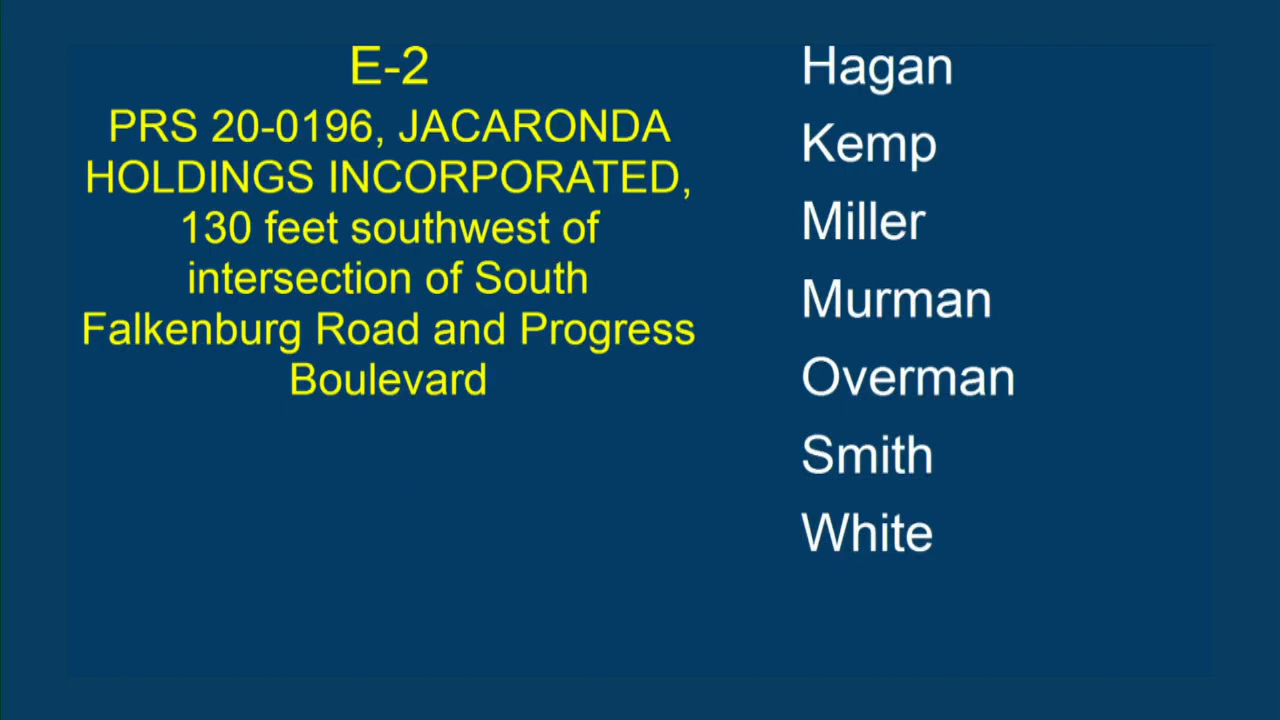 E-2
PRS 20-0196, JACARONDA
HOLDINGS INCORPORATED,
130 feet southwest of
intersection of South
Falkenburg Road and Progress
Boulevard
Hagan
Kemp
Miller
Murman
Overman
Smith
White